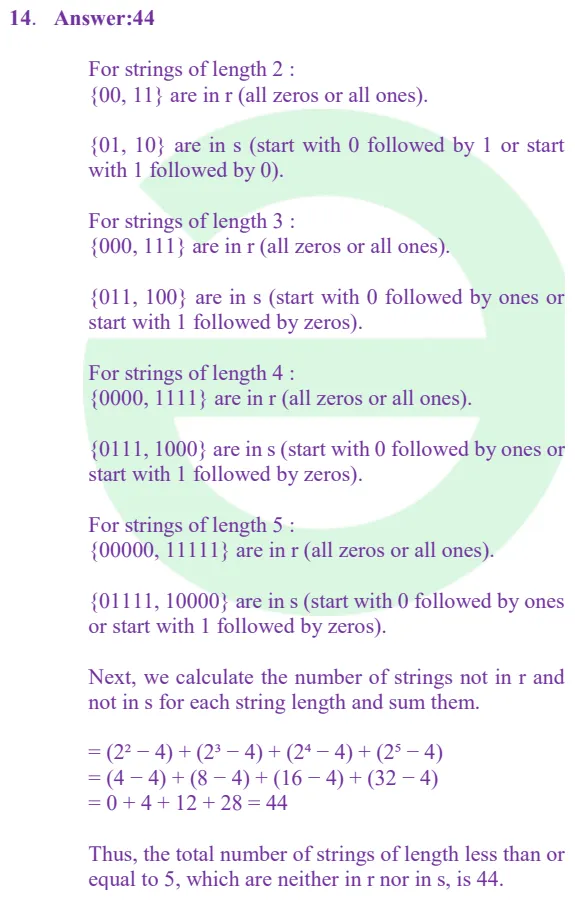 14. Answer:44
For strings of length 2 :
{00, 11} are in r (all zeros or all ones).
{01, 10} are in s (start with 0 followed by 1 or start
with 1 followed by 0).
For strings of length 3 :
{000, 111} are in r (all zeros or all ones).
{011, 100} are in s (start with 0 followed by ones or
start with 1 followed by zeros).
For strings of length 4 :
{0000, 1111} are in r (all zeros or all ones).
{0111, 1000} are in s (start with 0 followed by ones or
start with 1 followed by zeros).
For strings of length 5 :
{00000, 11111} are in r (all zeros or all ones).
{01111, 10000} are in s (start with 0 followed by ones
or start with 1 followed by zeros).
Next, we calculate the number of strings not in r and
not in s for each string length and sum them.
= (2² − 4) + (2³ − 4) + (2⁴ − 4) + (2⁵ − 4)
= (4 − 4) + (8 − 4) + (16 − 4) + (32 − 4)
= 0 + 4 + 12 + 28 = 44
Thus, the total number of strings of length less than or
equal to 5, which are neither in r nor in s, is 44.